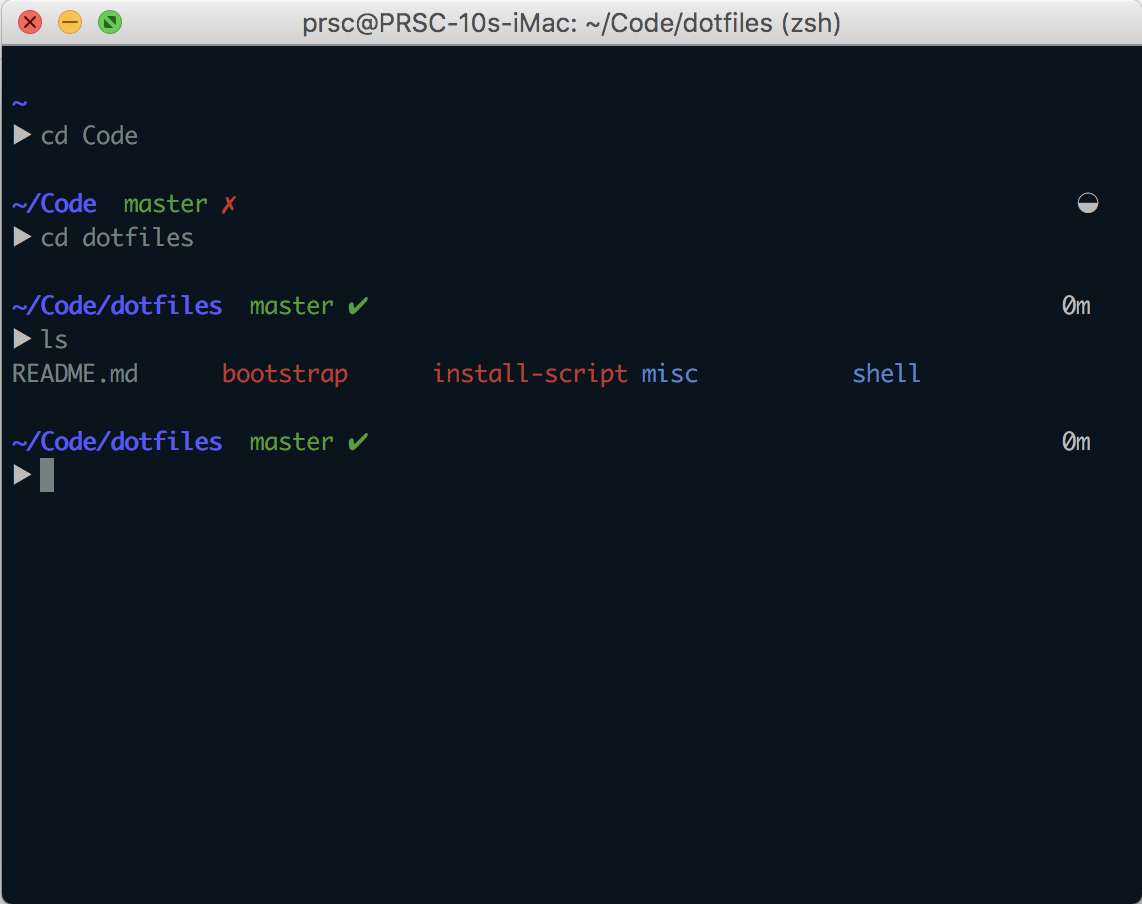 prsc@PRSC-10s-iMac: ~/Code/dotfiles (zsh)
~
▶ cd Code
~/Code master ✗ ◒
▶ cd dotfiles
~/Code/dotfiles master ✔ 0m
▶ ls
README.md bootstrap install-script misc shell
~/Code/dotfiles master ✔ 0m
▶